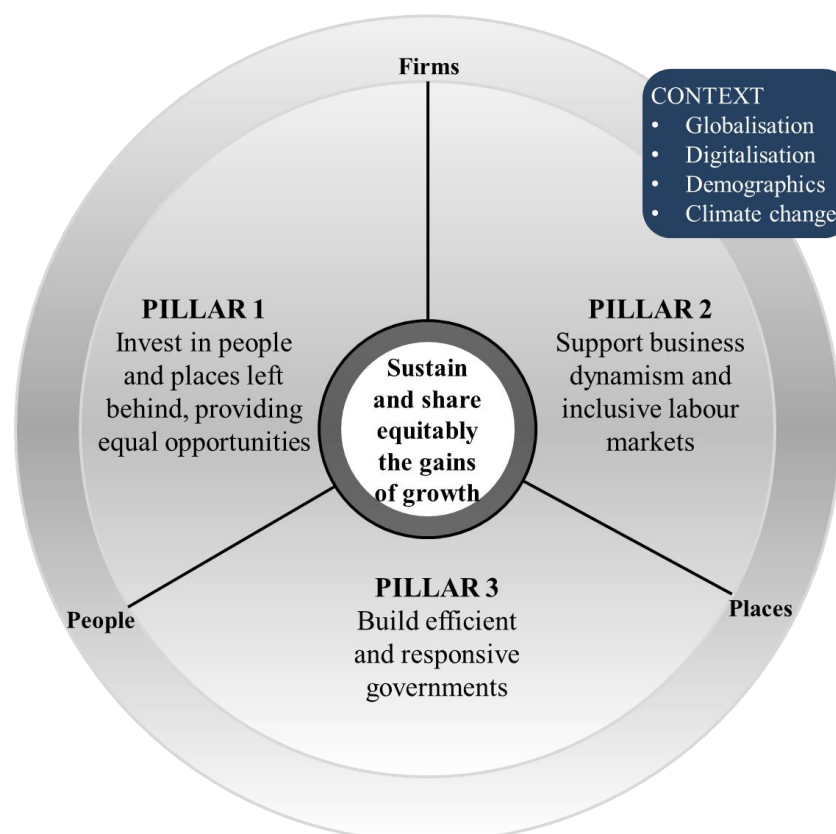 Firms
CONTEXT
• Globalisation
• Digitalisation
• Demographics
• Climate change
PILLAR 1
Invest in people
and places left
behind, providing
equal opportunities
PILLAR 2
Support business
dynamism and
inclusive labour
markets
Sustain
and share
equitably
the gains
of growth
PILLAR 3
Build efficient
and responsive
governments
People
Places